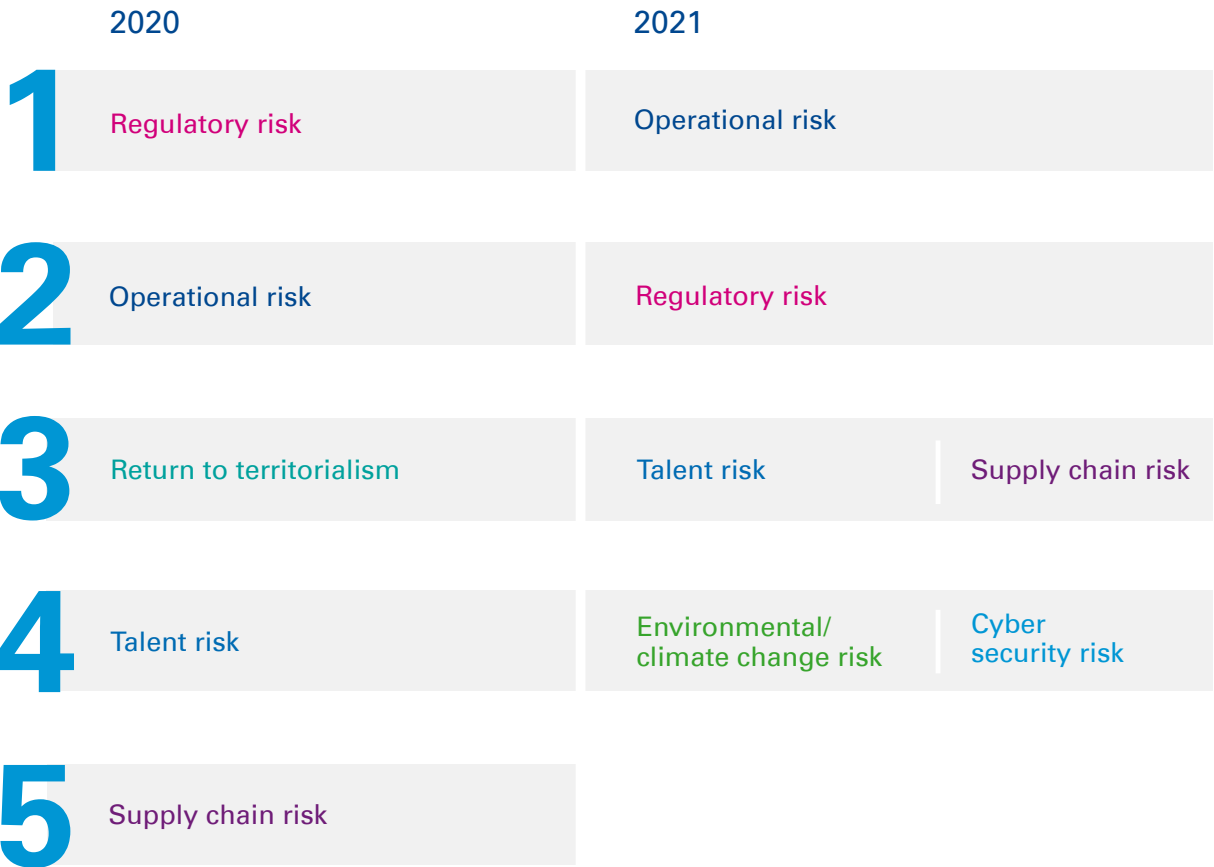 2020 2021
1 Regulatory risk Operational risk
2 Operational risk Regulatory risk
3 Return to territorialism Talent risk Supply chain risk
4 Talent risk
Environmental/
climate change risk
Cyber
security risk
5 Supply chain risk